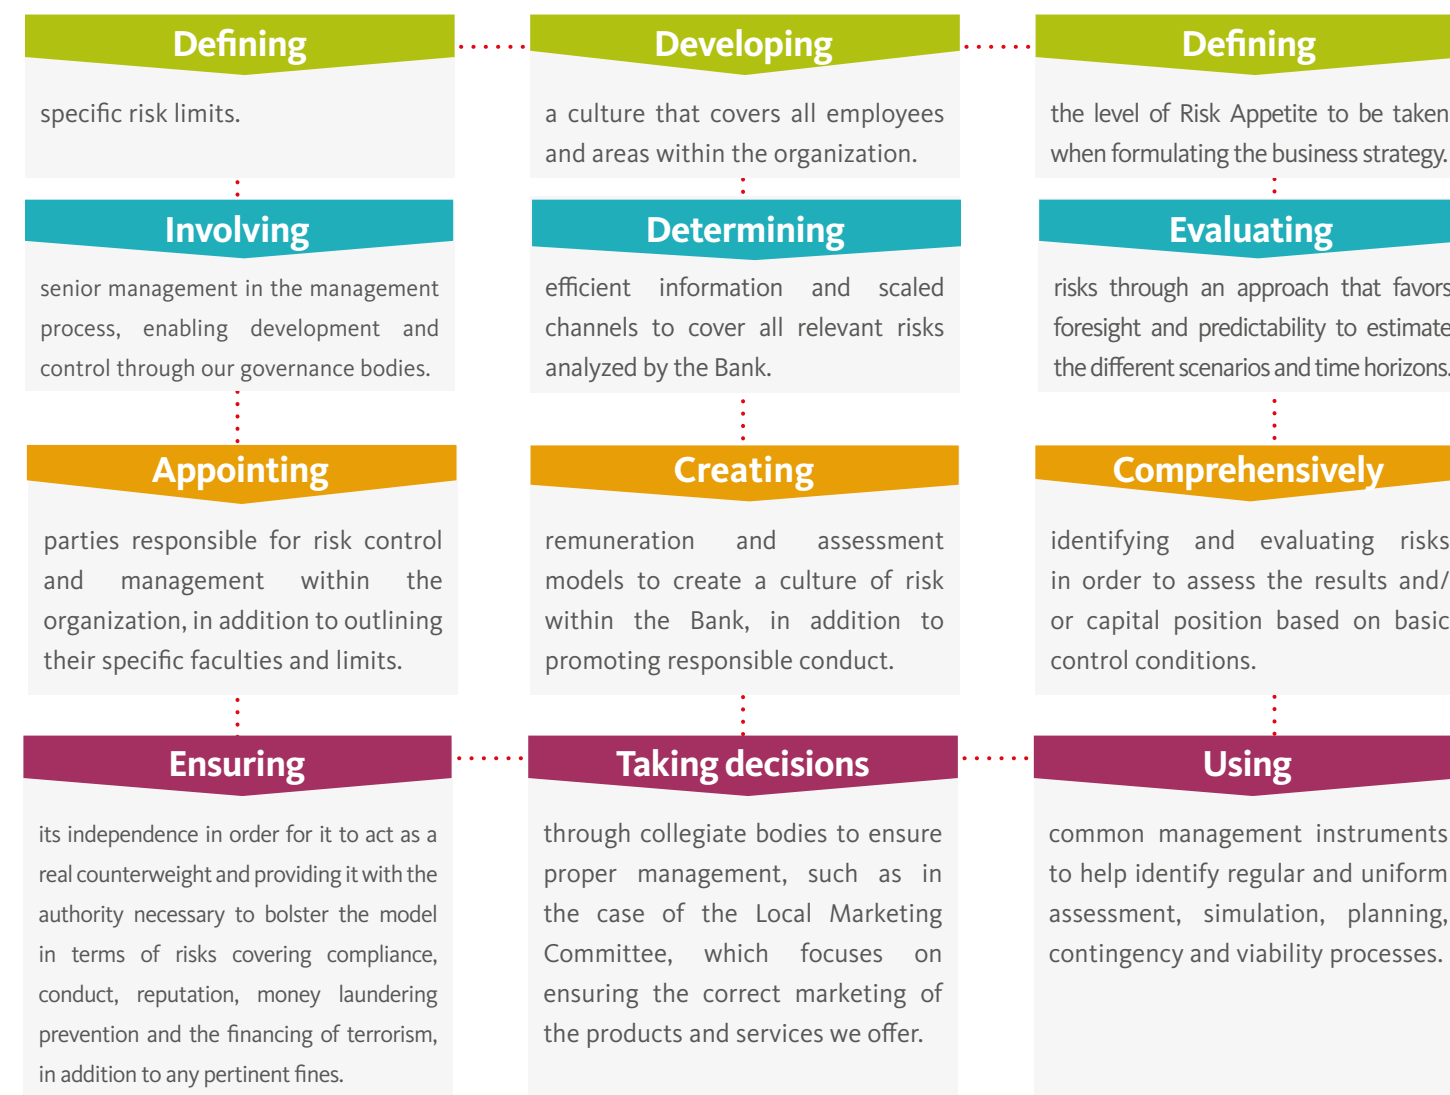 Defining
specific risk limits.
Developing
a culture that covers all employees
and areas within the organization.
Defining
the level of Risk Appetite to be taken
when formulating the business strategy.
Involving
senior management in the management
process, enabling development and
control through our governance bodies.
Determining
efficient information and scaled
channels to cover all relevant risks
analyzed by the Bank.
Evaluating
risks through an approach that favors
foresight and predictability to estimate
the different scenarios and time horizons.
Appointing
parties responsible for risk control
and management within the
organization, in addition to outlining
their specific faculties and limits.
Creating
remuneration and assessment
models to create a culture of risk
within the Bank, in addition to
promoting responsible conduct.
Comprehensively
identifying and evaluating risks
in order to assess the results and/
or capital position based on basic
control conditions.
Ensuring
its independence in order for it to act as a
real counterweight and providing it with the
authority necessary to bolster the model
in terms of risks covering compliance,
conduct, reputation, money laundering
prevention and the financing of terrorism,
in addition to any pertinent fines.
Taking decisions
through collegiate bodies to ensure
proper management, such as in
the case of the Local Marketing
Committee, which focuses on
ensuring the correct marketing of
the products and services we offer.
Using
common management instruments
to help identify regular and uniform
assessment, simulation, planning,
contingency and viability processes.